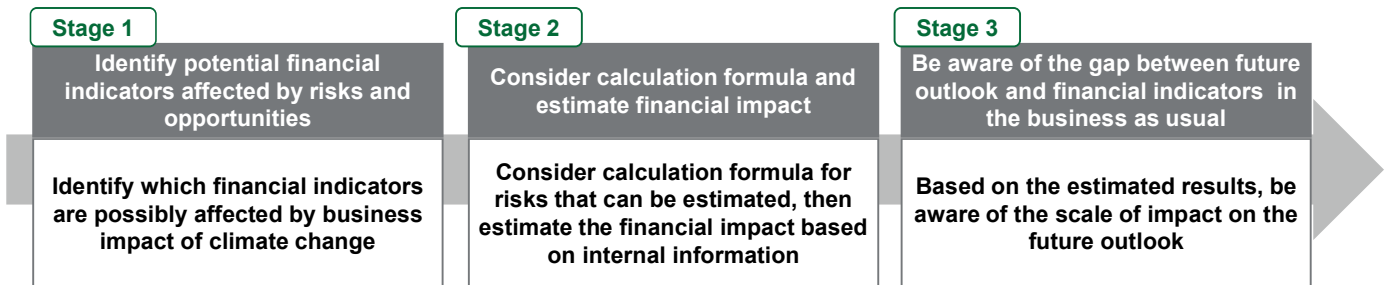 Stage 1
Identify potential financial
indicators affected by risks and
opportunities
Identify which financial indicators
are possibly affected by business
impact of climate change
Stage 2
Consider calculation formula and
estimate financial impact
Consider calculation formula for
risks that can be estimated, then
estimate the financial impact based
on internal information
Stage 3
Be aware of the gap between future
outlook and financial indicators in
the business as usual
Based on the estimated results, be
aware of the scale of impact on the
future outlook